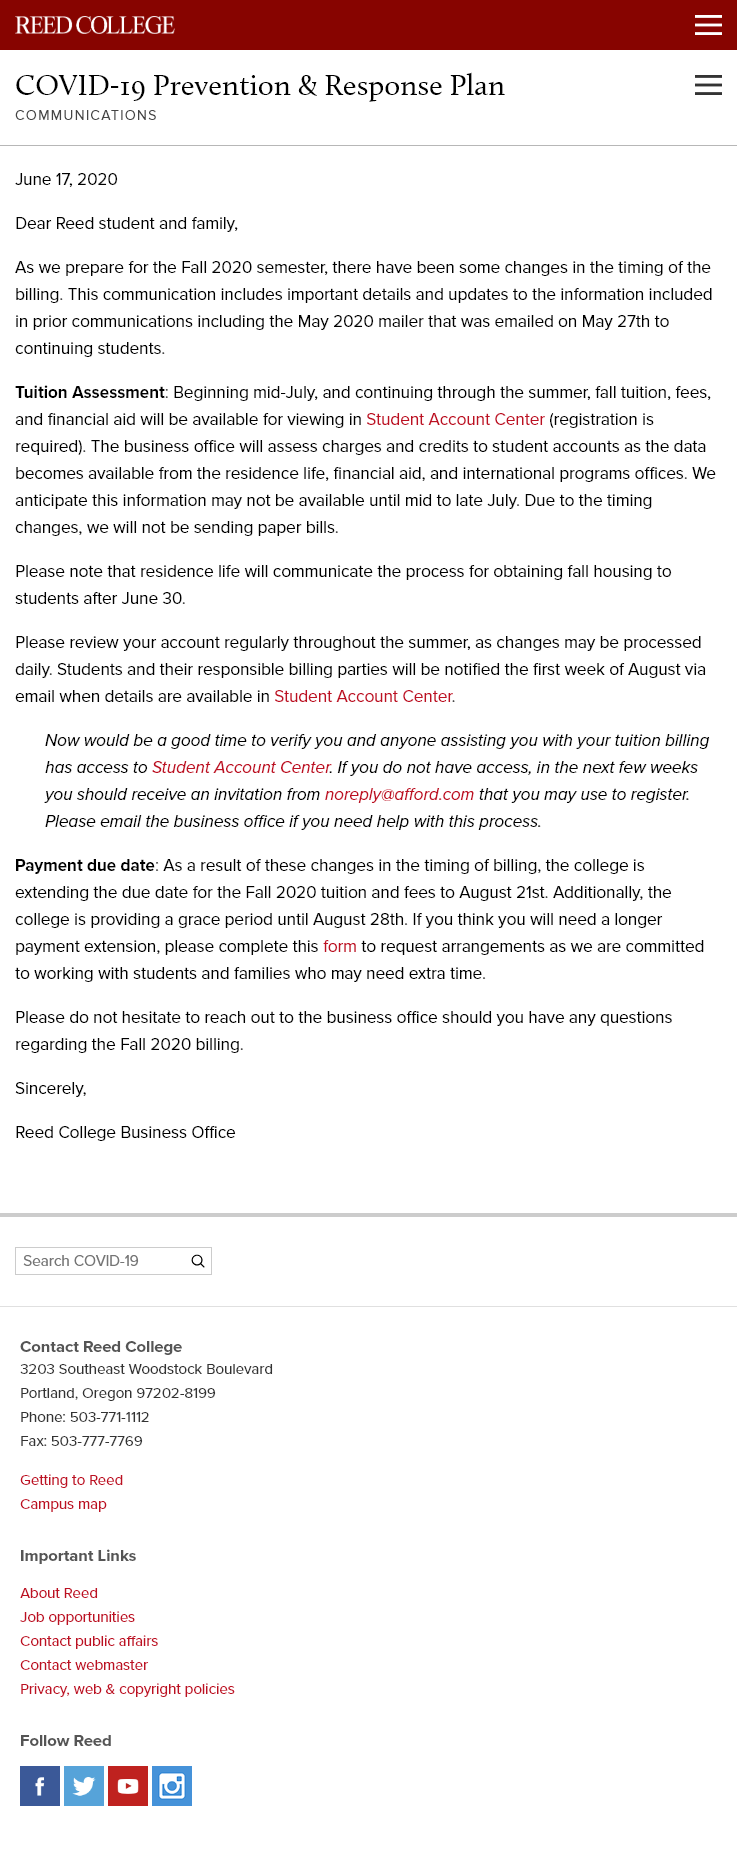 REED COLLEGE
COVID-19 Prevention & Response Plan
COMMUNICATIONS
June 17, 2020
Dear Reed student and family,
As we prepare for the Fall 2020 semester, there have been some changes in the timing of the
billing. This communication includes important details and updates to the information included
in prior communications including the May 2020 mailer that was emailed on May 27th to
continuing students.
Tuition Assessment: Beginning mid-July, and continuing through the summer, fall tuition, fees,
and financial aid will be available for viewing in Student Account Center (registration is
required). The business office will assess charges and credits to student accounts as the data
becomes available from the residence life, financial aid, and international programs offices. We
anticipate this information may not be available until mid to late July. Due to the timing
changes, we will not be sending paper bills.
Please note that residence life will communicate the process for obtaining fall housing to
students after June 30.
Please review your account regularly throughout the summer, as changes may be processed
daily. Students and their responsible billing parties will be notified the first week of August via
email when details are available in Student Account Center.
Now would be a good time to verify you and anyone assisting you with your tuition billing
has access to Student Account Center. If you do not have access, in the next few weeks
you should receive an invitation from noreply@afford.com that you may use to register.
Please email the business office if you need help with this process.
Payment due date: As a result of these changes in the timing of billing, the college is
extending the due date for the Fall 2020 tuition and fees to August 21st. Additionally, the
college is providing a grace period until August 28th. If you think you will need a longer
payment extension, please complete this form to request arrangements as we are committed
to working with students and families who may need extra time.
Please do not hesitate to reach out to the business office should you have any questions
regarding the Fall 2020 billing.
Sincerely,
Reed College Business Office
Search COVID-19
Contact Reed College
3203 Southeast Woodstock Boulevard
Portland, Oregon 97202-8199
Phone: 503-771-1112
Fax: 503-777-7769
Getting to Reed
Campus map
Important Links
About Reed
Job opportunities
Contact public affairs
Contact webmaster
Privacy, web & copyright policies
Follow Reed